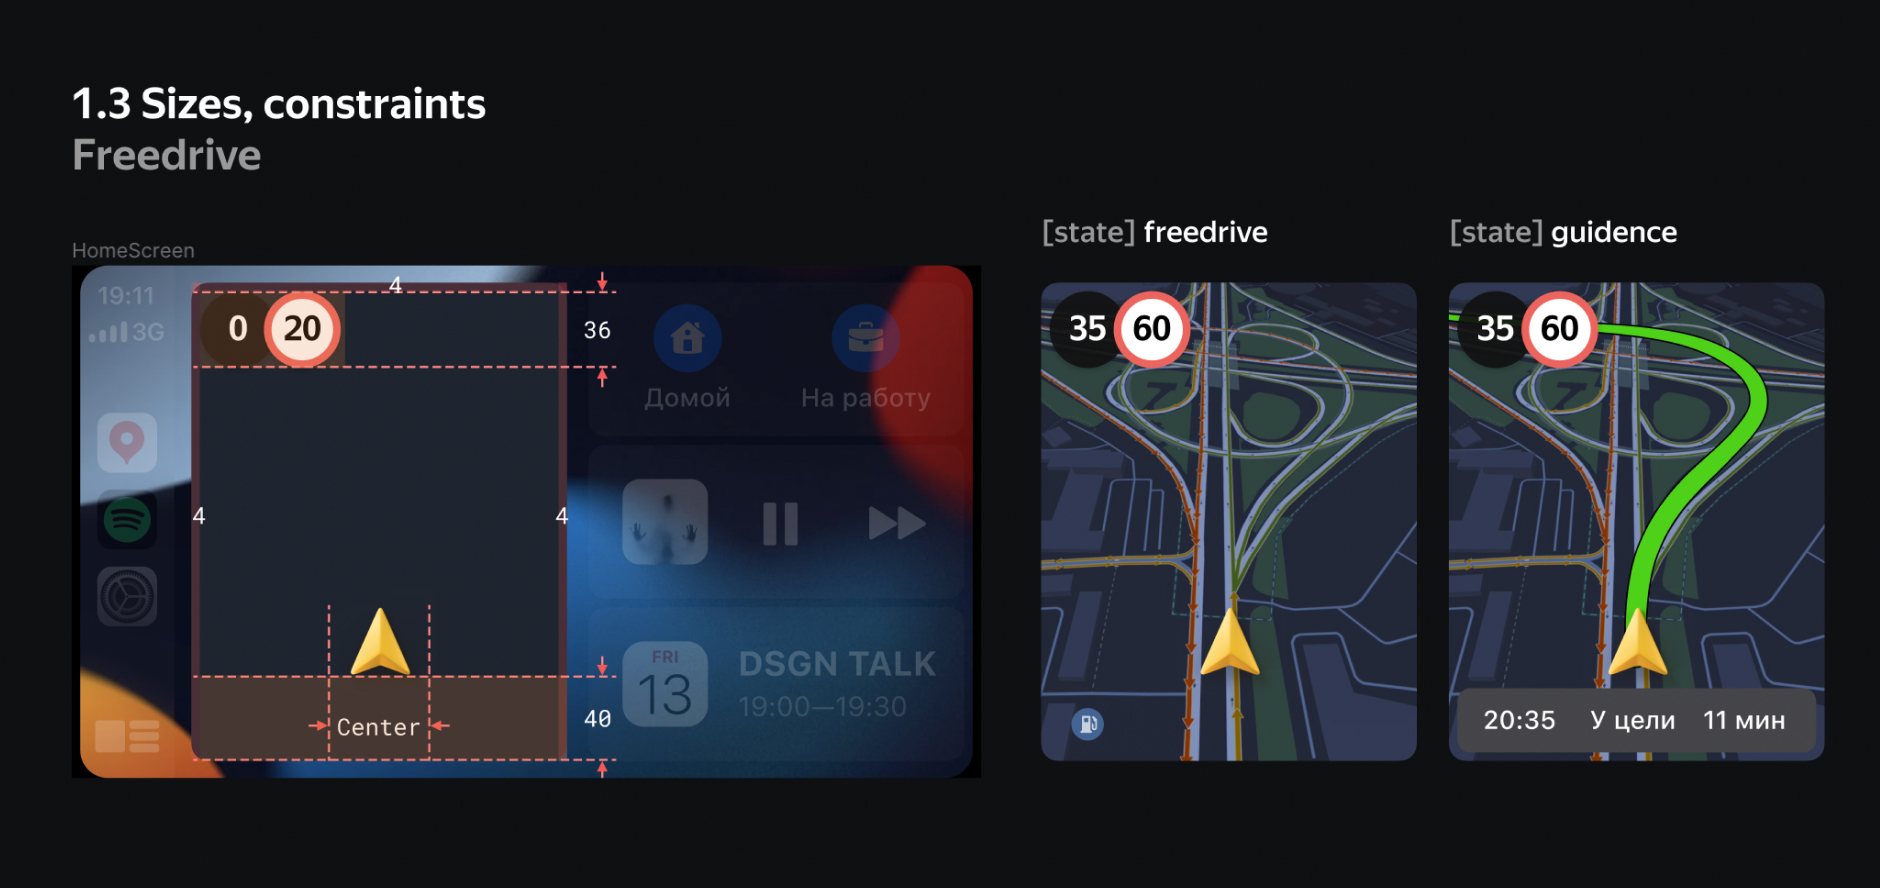 1.3 Sizes, constraints
Freedrive
HomeScreen
19:11
3G
0
20
4
36
4
4
Center
40
Домой
На работу
FRI
13
DSGN TALK
19:00—19:30
[state] freedrive
35
60
[state] guidence
35
60
20:35 У цели 11 мин